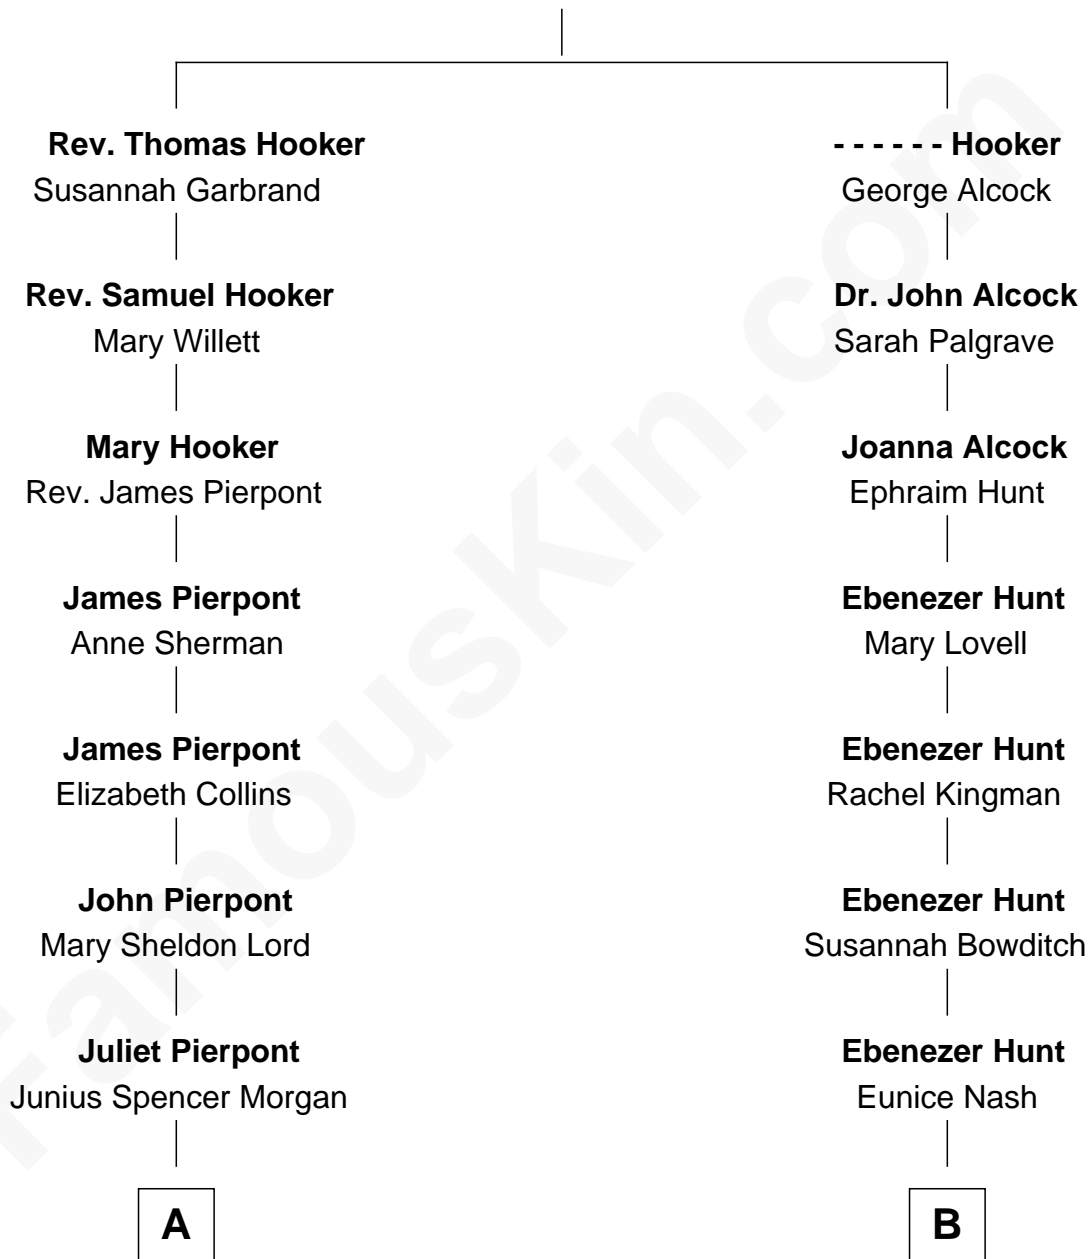 Rev. Thomas Hooker
Susannah Garbrand
Rev. Samuel Hooker
Mary Willett
Mary Hooker
Rev. James Pierpont
James Pierpont
Anne Sherman
James Pierpont
Elizabeth Collins
John Pierpont
Mary Sheldon Lord
Juliet Pierpont
Junius Spencer Morgan
A
- - - - - - Hooker
George Alcock
Dr. John Alcock
Sarah Palgrave
Joanna Alcock
Ephraim Hunt
Ebenezer Hunt
Mary Lovell
Ebenezer Hunt
Rachel Kingman
Ebenezer Hunt
Susannah Bowditch
Ebenezer Hunt
Eunice Nash
B
FamousKin.com